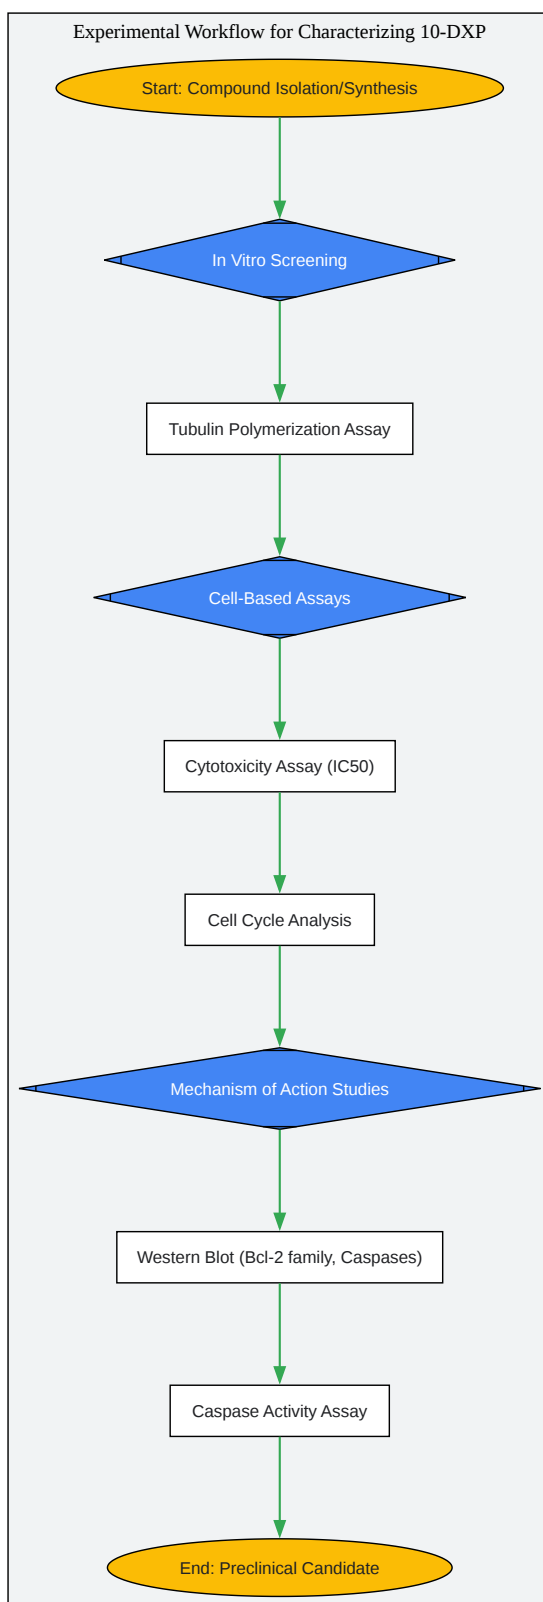 Experimental Workflow for Characterizing 10-DXP
Start: Compound Isolation/Synthesis
In Vitro Screening
Tubulin Polymerization Assay
Cell-Based Assays
Cytotoxicity Assay (IC50)
Cell Cycle Analysis
Mechanism of Action Studies
Western Blot (Bcl-2 family, Caspases)
Caspase Activity Assay
End: Preclinical Candidate